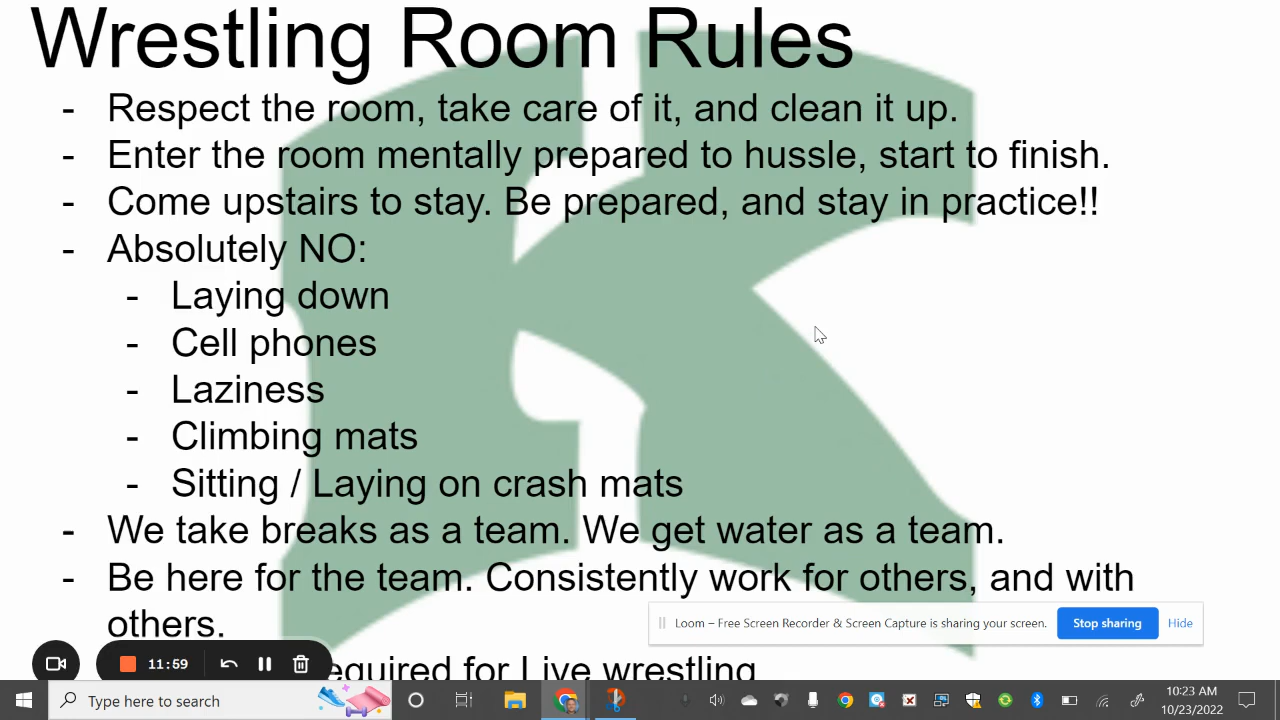 Wrestling Room Rules
- Respect the room, take care of it, and clean it up.
- Enter the room mentally prepared to hussle, start to finish.
- Come upstairs to stay. Be prepared, and stay in practice!!
- Absolutely NO:
- Laying down
- Cell phones
- Laziness
- Climbing mats
- Sitting / Laying on crash mats
- We take breaks as a team. We get water as a team.
- Be here for the team. Consistently work for others, and with
others.
Loom – Free Screen Recorder & Screen Capture is sharing your screen. Stop sharing Hide
11:59
for Live wrestling
Type here to search
10:23 AM
10/23/2022